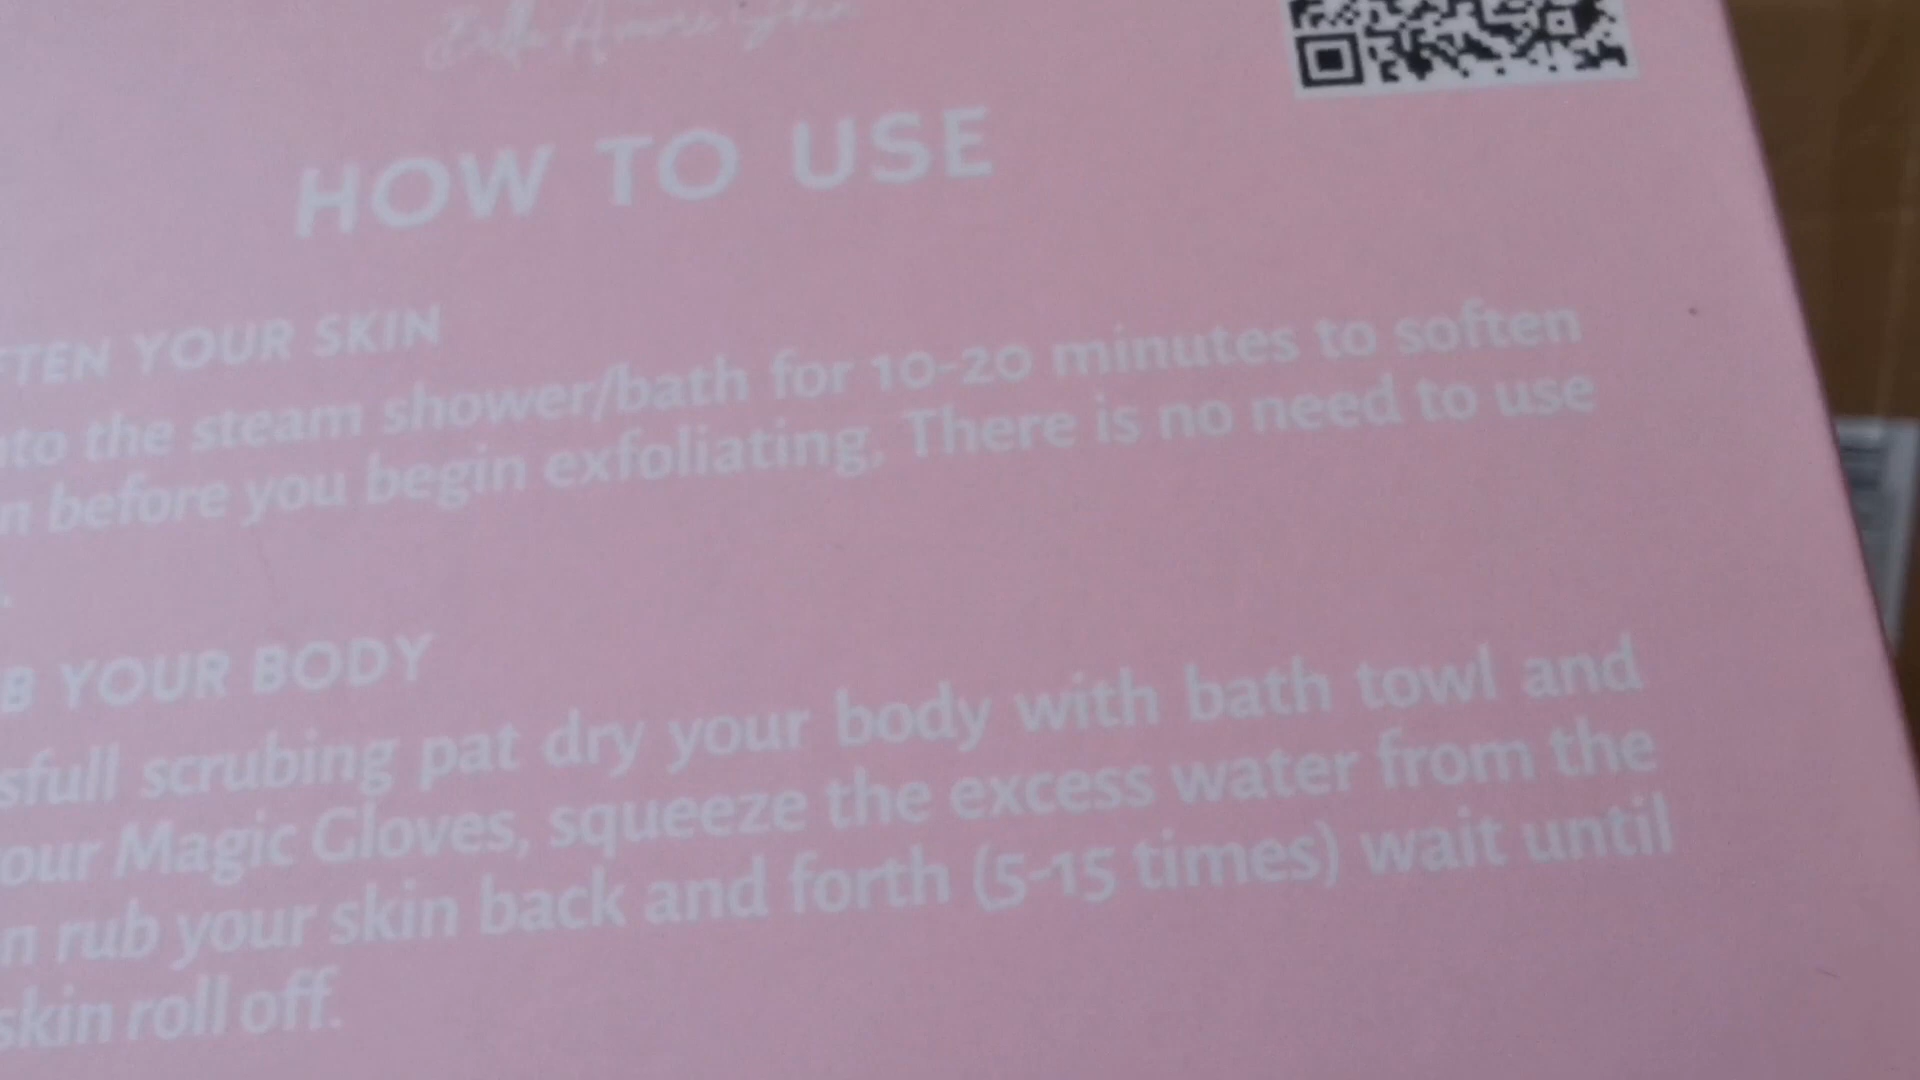 HOW TO USE
FTEN YOUR SKIN
nto the steam shower/bath for 10-20 minutes to soften
n before you begin exfoliating. There is no need to use
.
B YOUR BODY
sfull scrubing pat dry your body with bath towl and
our Magic Gloves, squeeze the excess water from the
n rub your skin back and forth (5-15 times) wait until
skin roll off.